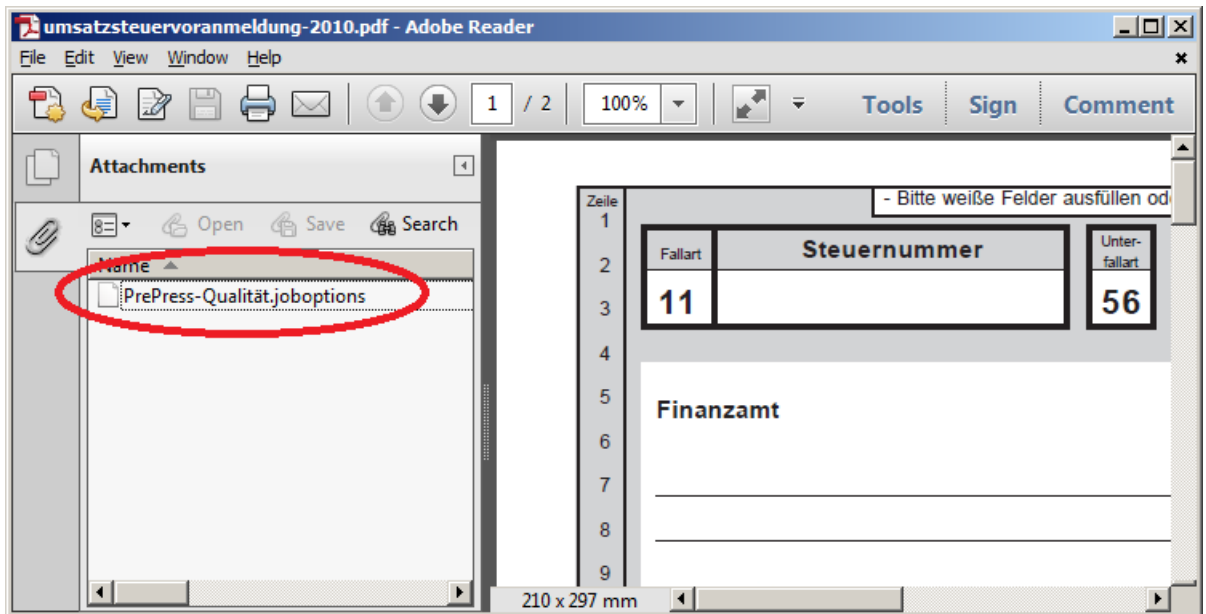 umsatzsteuervoranmeldung-2010.pdf - Adobe Reader
File Edit View Window Help
1 / 2 100% Tools Sign Comment
Attachments
Open Save Search
Name
PrePress-Qualität.joboptions
Zeile
- Bitte weiße Felder ausfüllen od
1
2
3
4
5
6
7
8
9
Fallart
Steuernummer
Unter-
fallart
11
56
Finanzamt
210 x 297 mm